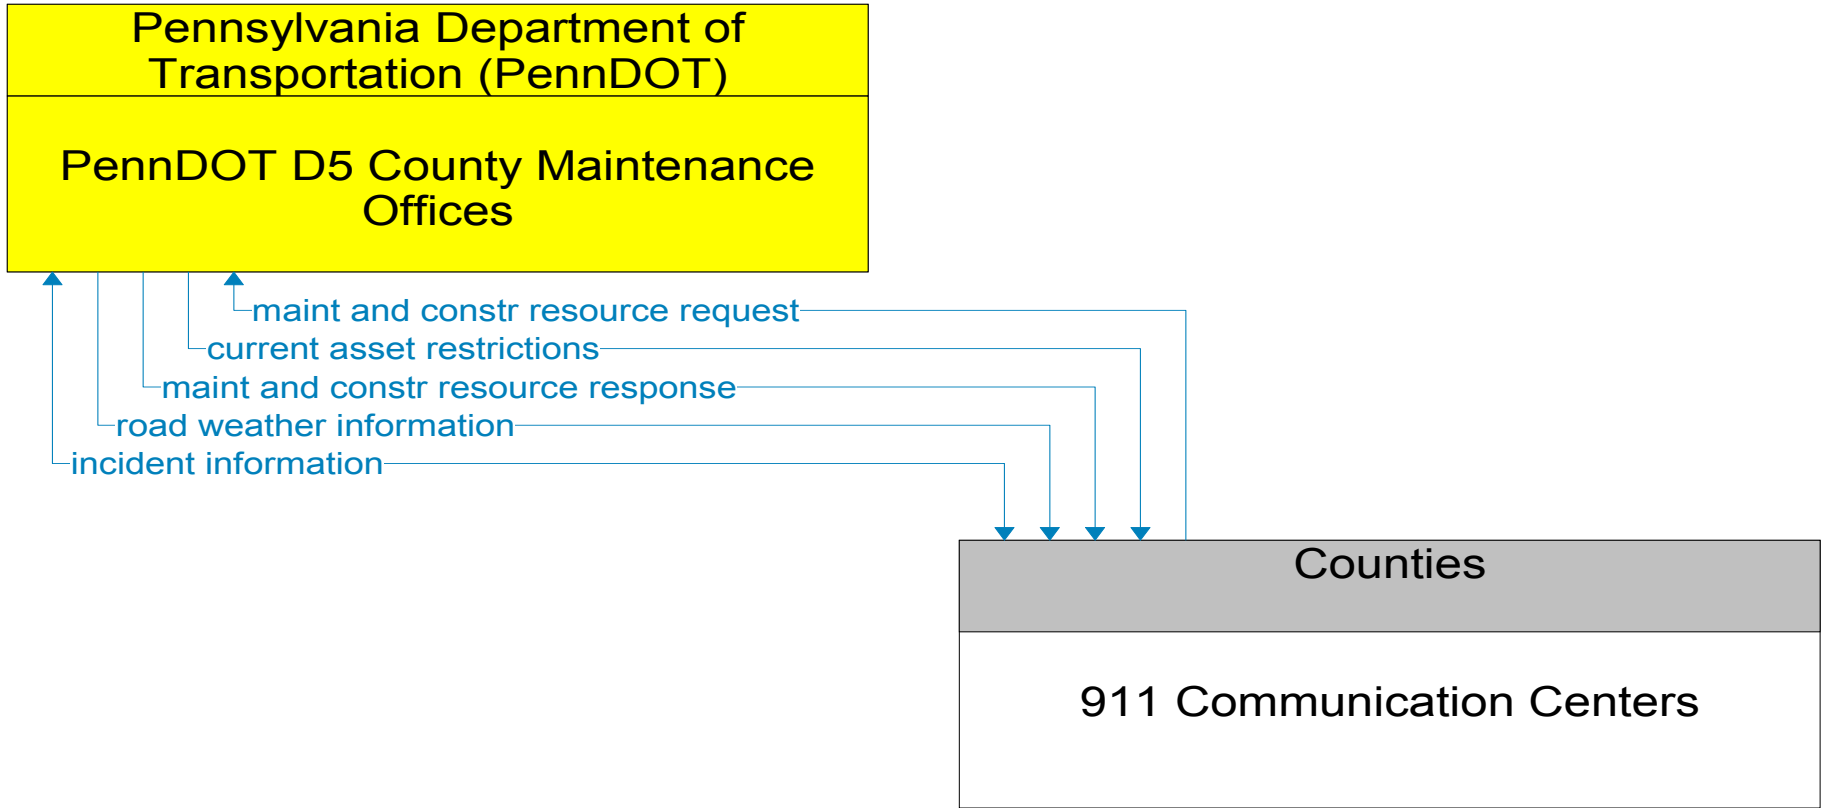 Pennsylvania Department of
Transportation (PennDOT)
PennDOT D5 County Maintenance
Offices
maint and constr resource request
current asset restrictions
maint and constr resource response
road weather information
incident information
Counties
911 Communication Centers